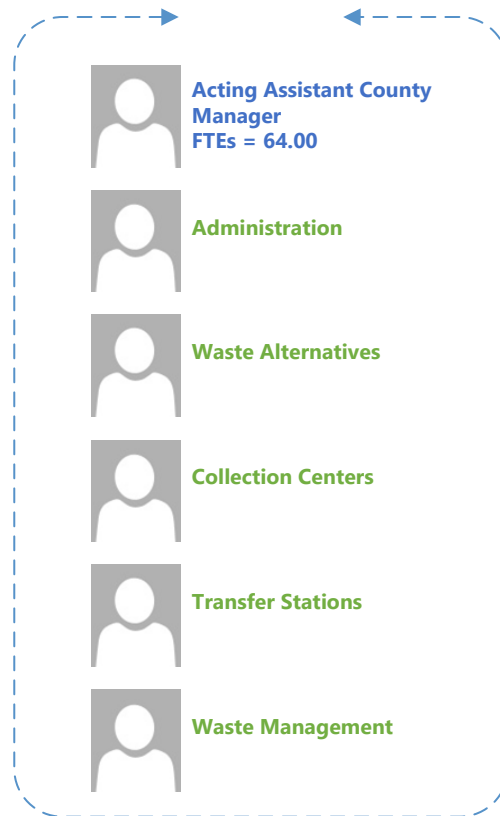 Acting Assistant County
Manager
FTEs = 64.00
Administration
Waste Alternatives
Collection Centers
Transfer Stations
Waste Management